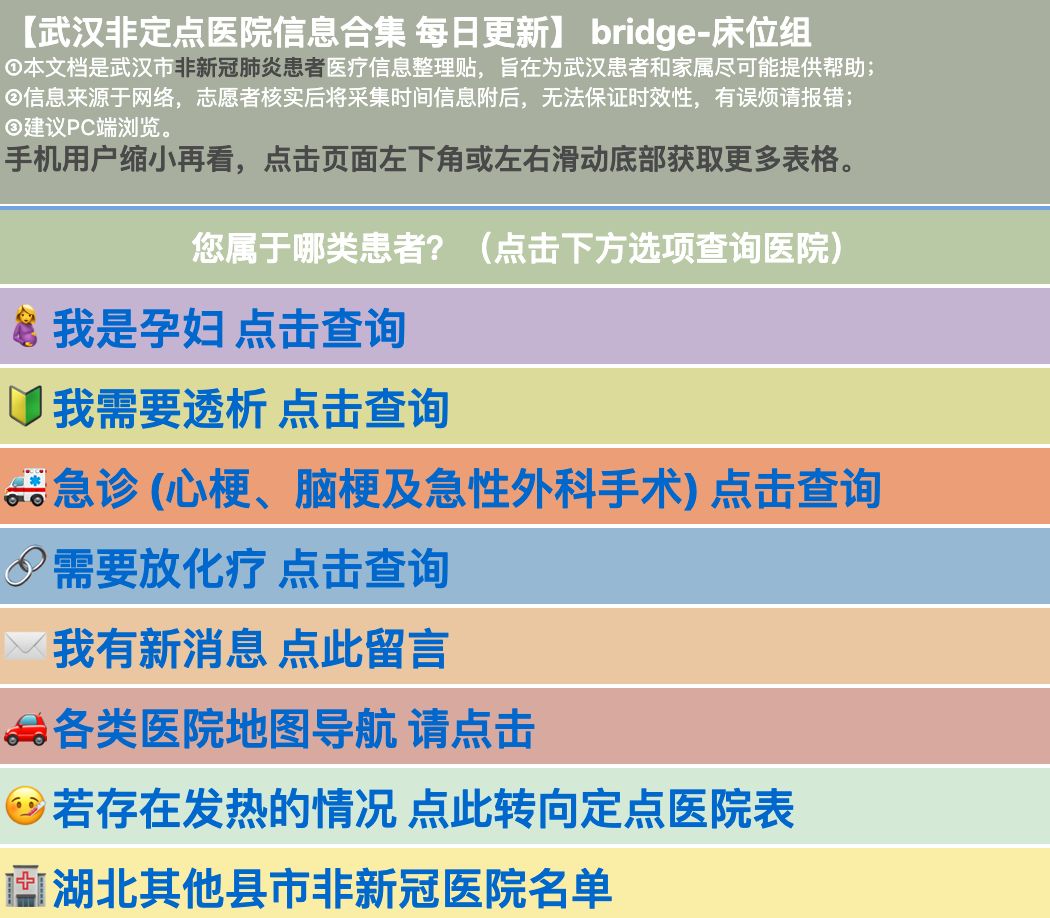 【武汉非定点医院信息合集 每日更新】 bridge-床位组
①本文档是武汉市非新冠肺炎患者医疗信息整理贴，旨在为武汉患者和家属尽可能提供帮助；
②信息来源于网络，志愿者核实后将采集时间信息附后，无法保证时效性，有误烦请报错；
③建议PC端浏览。
手机用户缩小再看，点击页面左下角或左右滑动底部获取更多表格。
您属于哪类患者？（点击下方选项查询医院）
我是孕妇 点击查询
我需要透析 点击查询
急诊 (心梗、脑梗及急性外科手术) 点击查询
需要放化疗 点击查询
我有新消息 点此留言
各类医院地图导航 请点击
若存在发热的情况 点此转向定点医院表
湖北其他县市非新冠医院名单